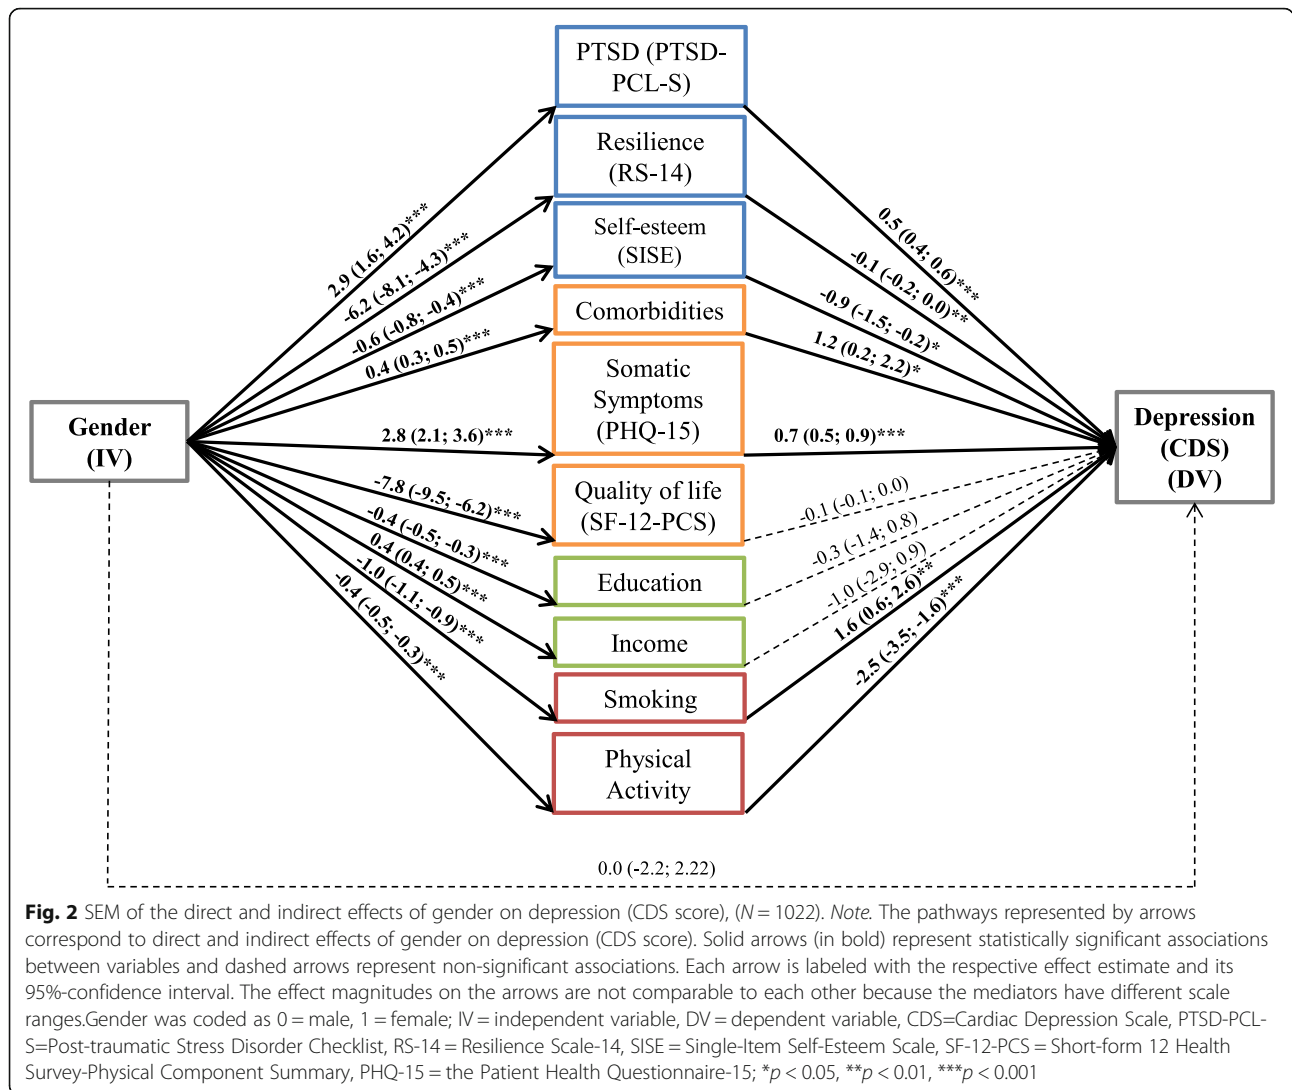 PTSD (PTSD-
PCL-S)
Resilience
(RS-14)
Self-esteem
(SISE)
Comorbidities
Somatic
Symptoms
(PHQ-15)
Quality of life
(SF-12-PCS)
Education
Income
Smoking
Physical
Activity
Gender
(IV)
Depression
(CDS)
(DV)
2.9 (1.6; 4.2)***
-6.2 (-8.1; -4.3)***
-0.6 (-0.8; -0.4)***
0.4 (0.3; 0.5)***
2.8 (2.1; 3.6)***
-7.8 (-9.5; -6.2)***
-0.4 (-0.5; -0.3)***
0.4 (0.4; 0.5)***
-1.0 (-1.1; -0.9)***
-0.4 (-0.5; -0.3)***
0.5 (0.4; 0.6)***
-0.1 (-0.2; 0.0)**
-0.9 (-1.5; -0.2)*
1.2 (0.2; 2.2)*
0.7 (0.5; 0.9)***
-0.1 (-0.1; 0.0)
-0.3 (-1.4; 0.8)
-1.0 (-2.9; 0.9)
1.6 (0.6; 2.6)**
-2.5 (-3.5; -1.6)***
0.0 (-2.2; 2.22)
Fig. 2 SEM of the direct and indirect effects of gender on depression (CDS score), (N = 1022). Note. The pathways represented by arrows
correspond to direct and indirect effects of gender on depression (CDS score). Solid arrows (in bold) represent statistically significant associations
between variables and dashed arrows represent non-significant associations. Each arrow is labeled with the respective effect estimate and its
95%-confidence interval. The effect magnitudes on the arrows are not comparable to each other because the mediators have different scale
ranges.Gender was coded as 0 = male, 1 = female; IV = independent variable, DV = dependent variable, CDS=Cardiac Depression Scale, PTSD-PCL-
S=Post-traumatic Stress Disorder Checklist, RS-14 = Resilience Scale-14, SISE = Single-Item Self-Esteem Scale, SF-12-PCS = Short-form 12 Health
Survey-Physical Component Summary, PHQ-15 = the Patient Health Questionnaire-15; *p < 0.05, **p < 0.01, ***p < 0.001